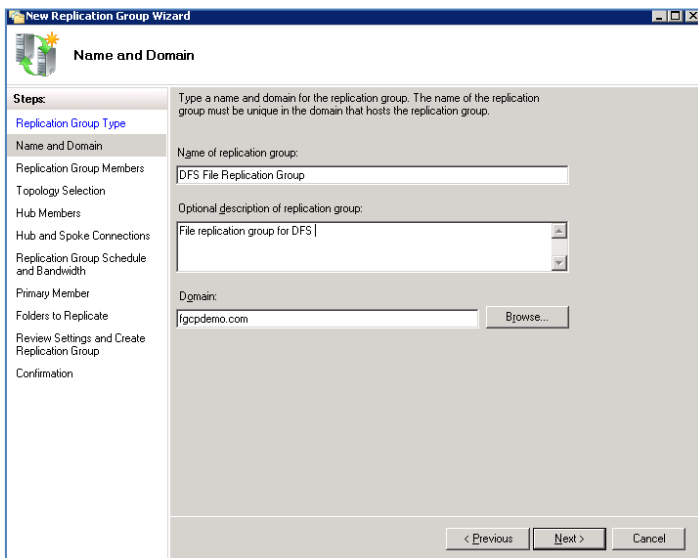 New Replication Group Wizard
Name and Domain
Steps:
Replication Group Type
Name and Domain
Replication Group Members
Topology Selection
Hub Members
Hub and Spoke Connections
Replication Group Schedule
and Bandwidth
Primary Member
Folders to Replicate
Review Settings and Create
Replication Group
Confirmation
Type a name and domain for the replication group. The name of the replication
group must be unique in the domain that hosts the replication group.
Name of replication group:
DFS File Replication Group
Optional description of replication group:
File replication group for DFS
Domain:
fgcpdemo.com
Browse...
< Previous
Next >
Cancel